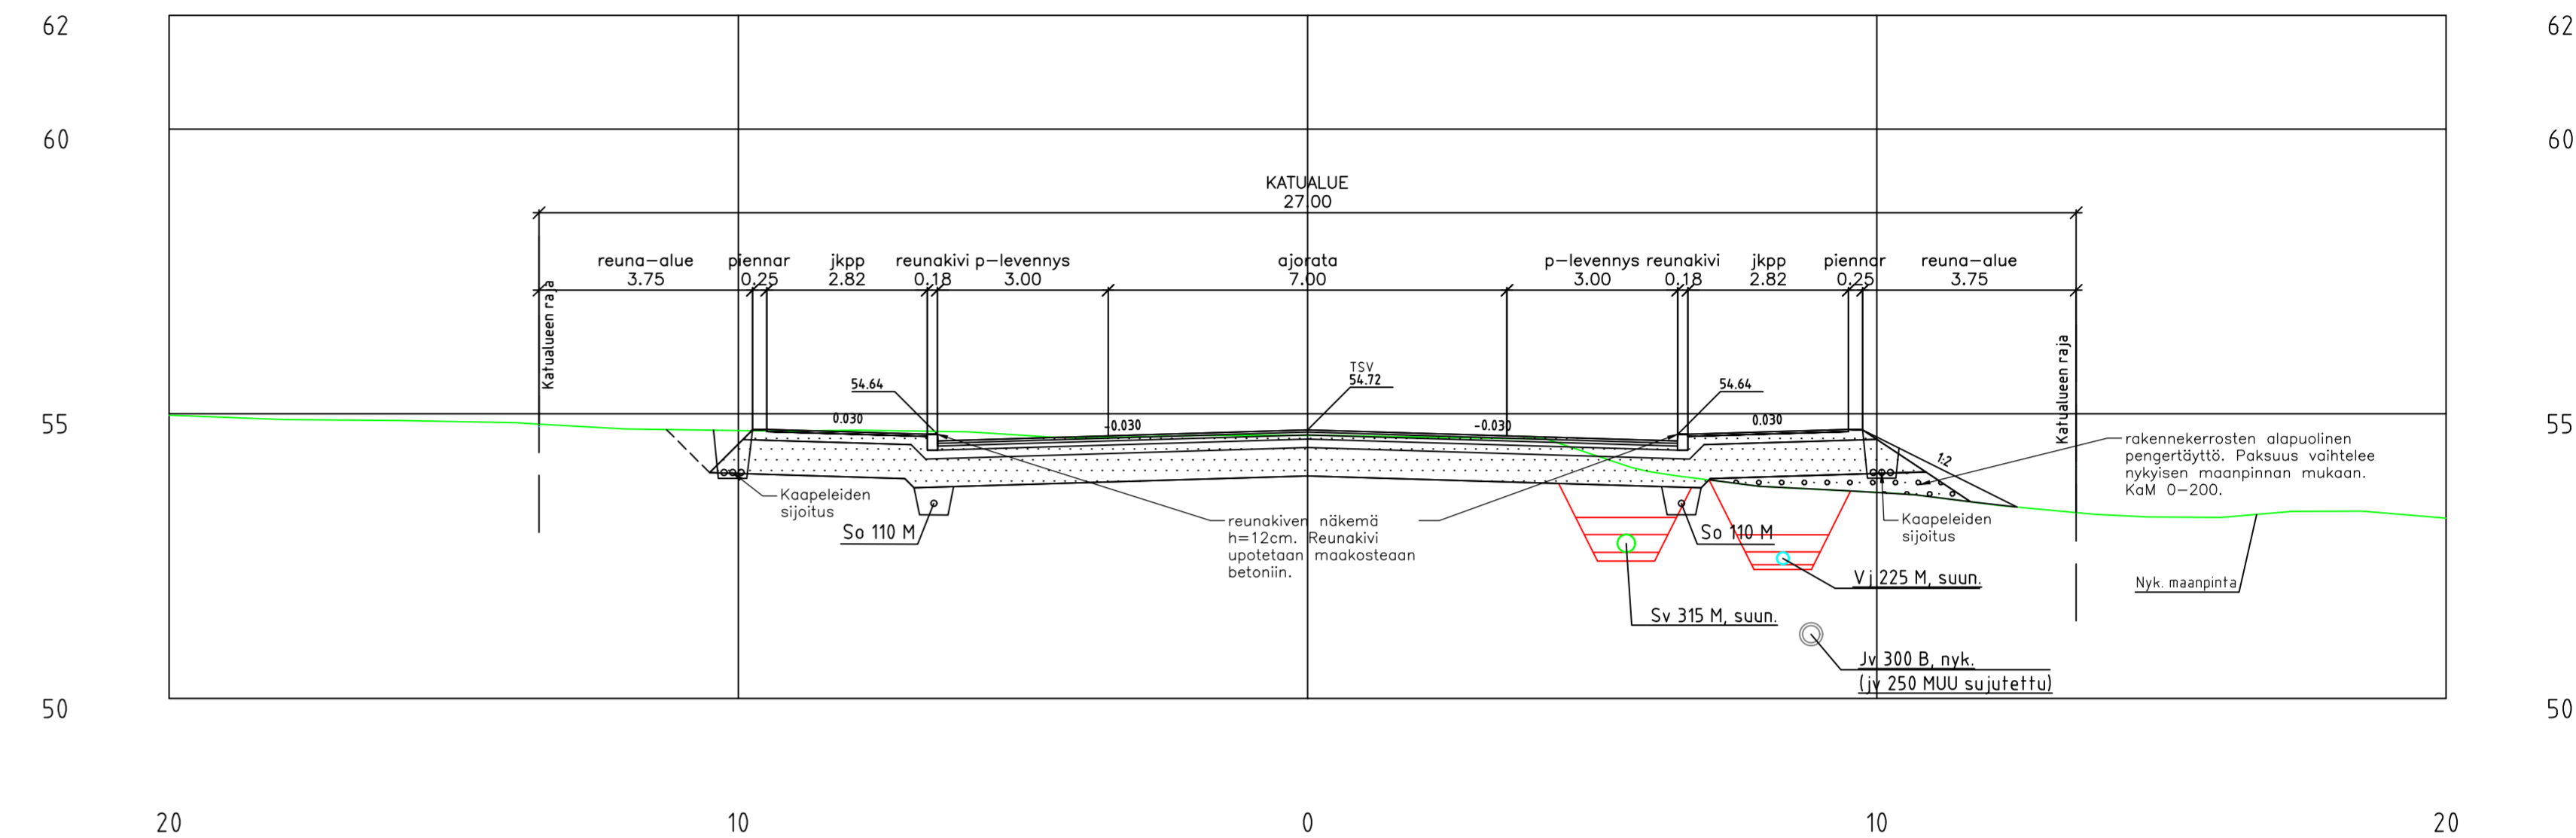 62 62
60 60
KATUALUE
27.00
reuna-alue piennar jkpp reunakivi p-levennys ajorata p-levennys reunakivi jkpp piennar reuna-alue
3.75 0.25 2.82 0.18 3.00 7.00 3.00 0.18 2.82 0.25 3.75
Katualueen raja
Katualueen raja
TSV
54.64 54.72 54.64
55 55
0.030 -0.030 -0.030 0.030
1:2
rakennekerrosten alapuolinen
pengertäyttö. Paksuus vaihtelee
nykyisen maanpinnan mukaan.
KaM 0-200.
Kaapeleiden
sijoitus
So 110 M
reunakiven näkemä
h=12cm. Reunakivi
upotetaan maakosteaan
betoniin.
So 110 M
Kaapeleiden
sijoitus
Vj 225 M, suun.
Nyk. maanpinta
Sv 315 M, suun.
Jv 300 B, nyk.
(jv 250 MUU sujutettu)
50 50
20 10 0 10 20